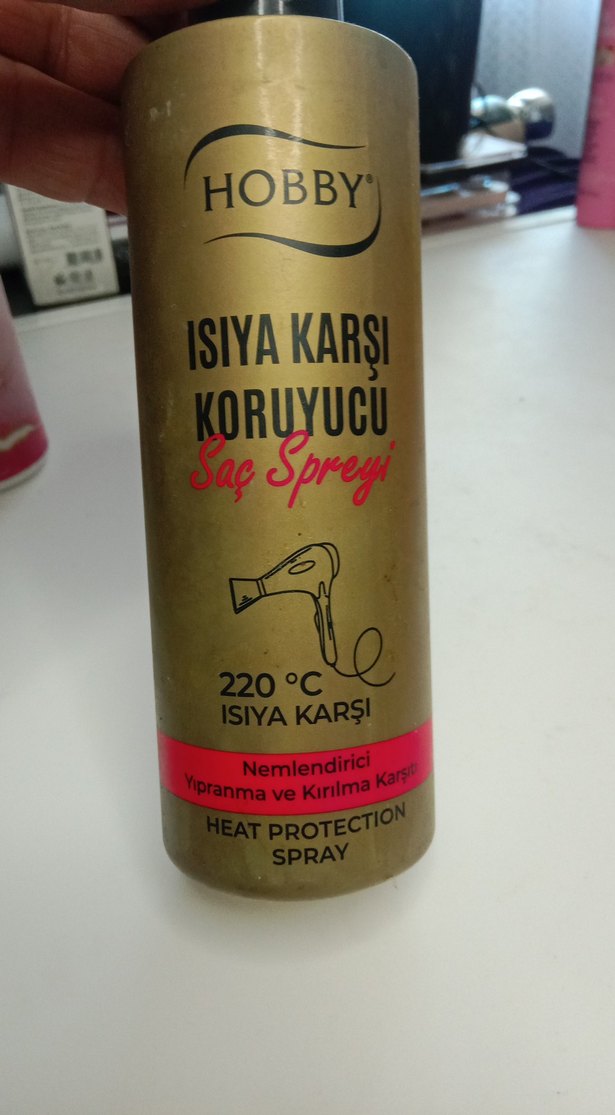 HOBBY®
ISIYA KARŞI
KORUYUCU
Saç Spreyi
220 °C
ISIYA KARŞI
Nemlendirici
Yıpranma ve Kırılma Karşıtı
HEAT PROTECTION
SPRAY